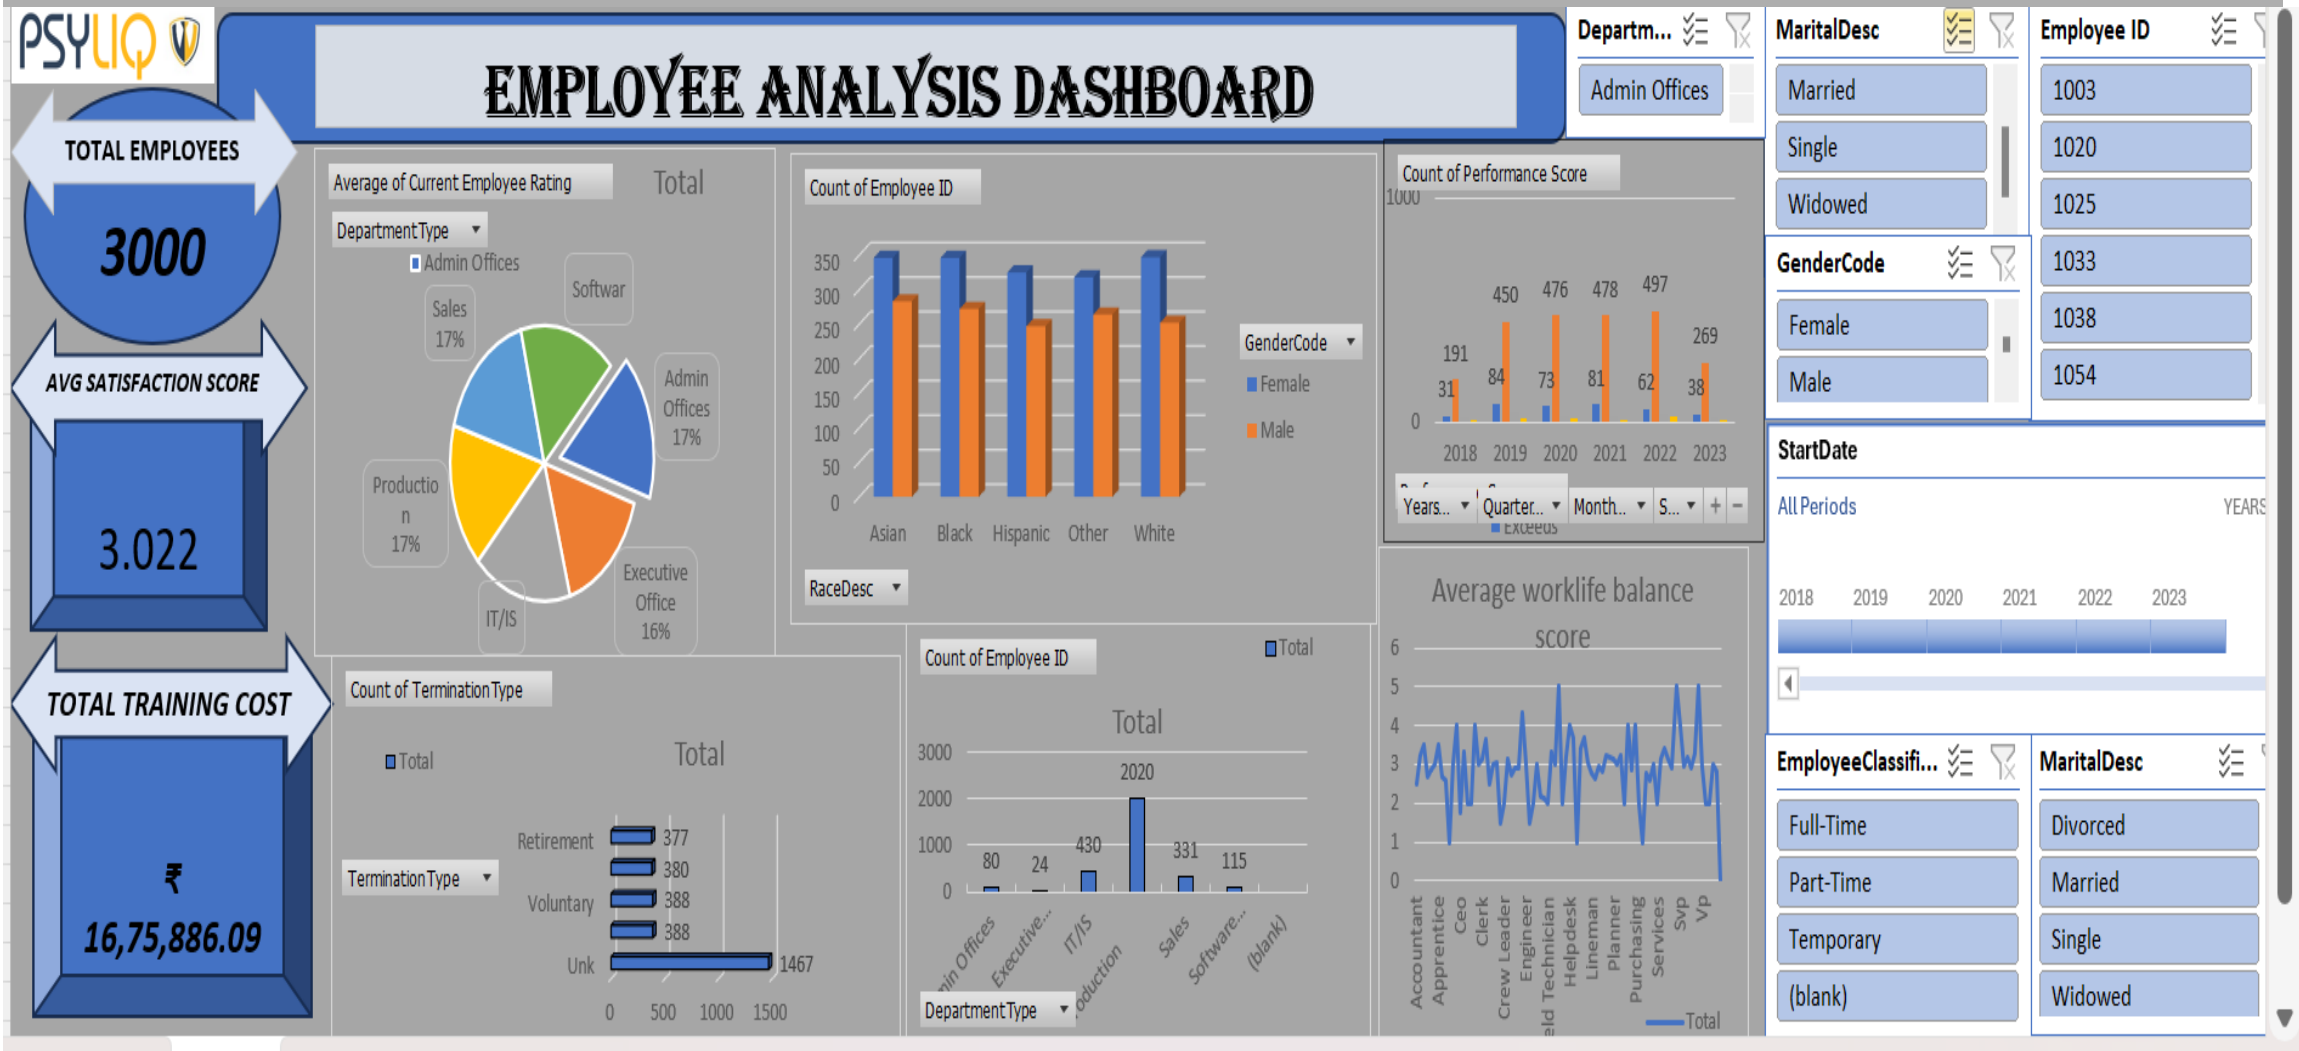 PSYLIQ
EMPLOYEE ANALYSIS DASHBOARD
TOTAL EMPLOYEES
3000
AVG SATISFACTION SCORE
3.022
TOTAL TRAINING COST
₹
16,75,886.09
Average of Current Employee Rating
Total
DepartmentType
Admin Offices
Softwar
Sales
17%
Admin
Offices
17%
Productio
n
17%
IT/IS
Executive
Office
16%
Count of Employee ID
350
300
250
200
150
100
50
0
Asian Black Hispanic Other White
GenderCode
Female
Male
RaceDesc
Count of Performance Score
1000
0
191 450 476 478 497 269
31 84 73 81 62 38
2018 2019 2020 2021 2022 2023
Years... Quarter... Month... S... + −
Exceeds
Count of TerminationType
Total
Total
TerminationType
Retirement 377
380
Voluntary 388
388
Unk 1467
0 500 1000 1500
Count of Employee ID
Total
Total
3000
2000
1000
0
80 24 430 2020 331 115
min Offices Executive... IT/IS oduction Sales Software... (blank)
DepartmentType
Average worklife balance
score
6
5
4
3
2
1
0
Accountant Apprentice Ceo Clerk Crew Leader Engineer eld Technician Helpdesk Lineman Planner Purchasing Services Svp Vp
Total
Departm...
Admin Offices
MaritalDesc
Married
Single
Widowed
Employee ID
1003
1020
1025
1033
1038
1054
GenderCode
Female
Male
StartDate
All Periods YEARS
2018 2019 2020 2021 2022 2023
EmployeeClassifi...
Full-Time
Part-Time
Temporary
(blank)
MaritalDesc
Divorced
Married
Single
Widowed